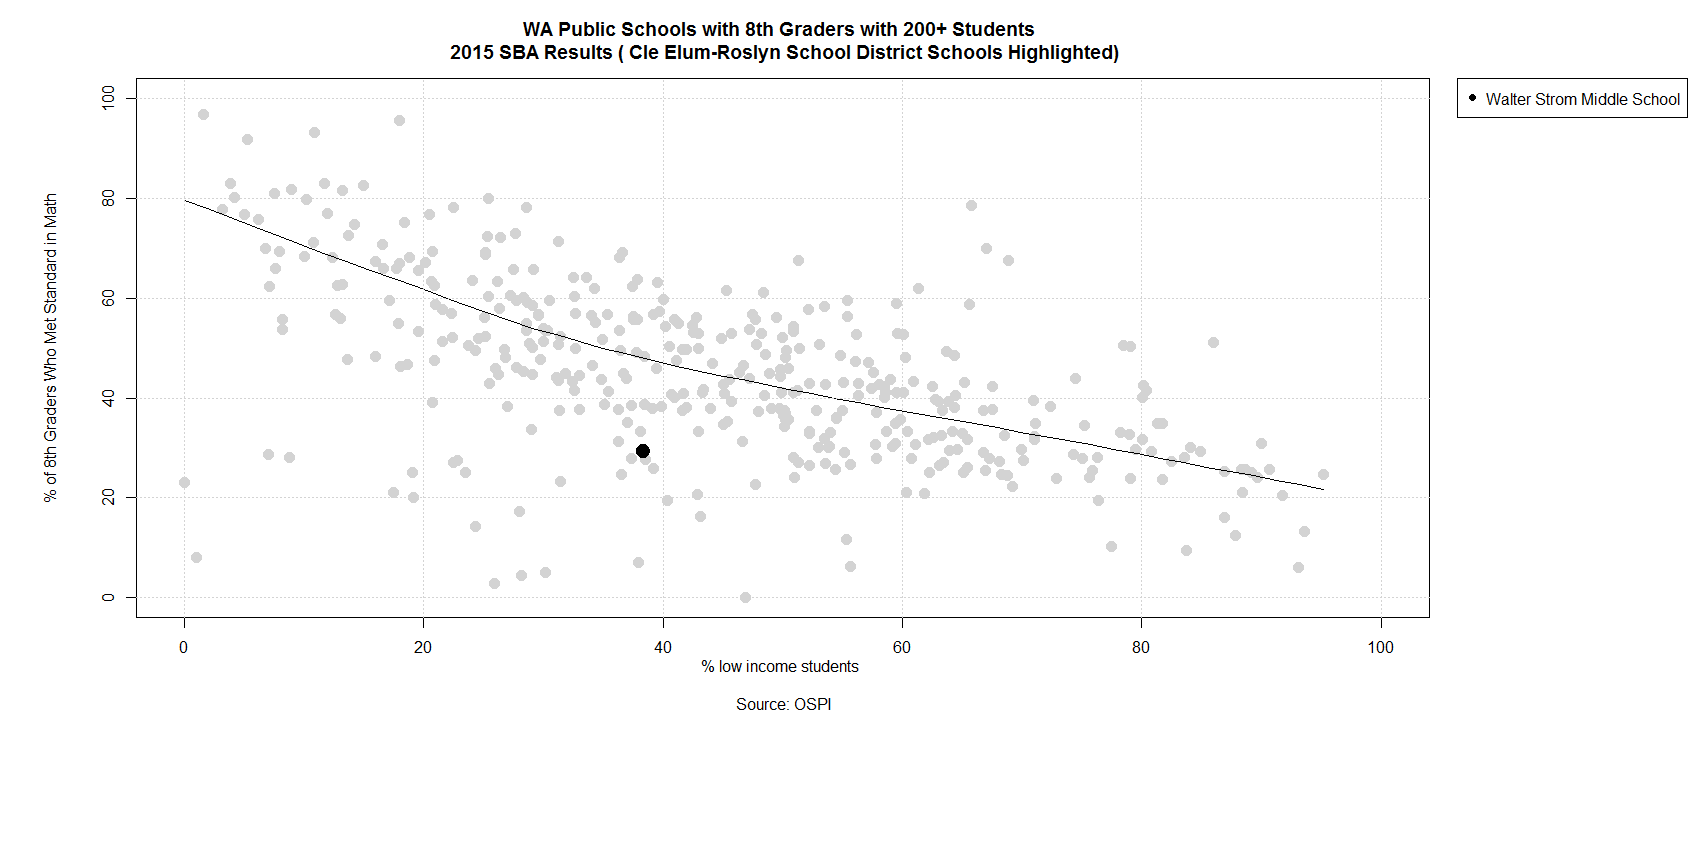 WA Public Schools with 8th Graders with 200+ Students
2015 SBA Results ( Cle Elum-Roslyn School District Schools Highlighted)
Walter Strom Middle School
% of 8th Graders Who Met Standard in Math
100
80
60
40
20
0
0 20 40 60 80 100
% low income students
Source: OSPI